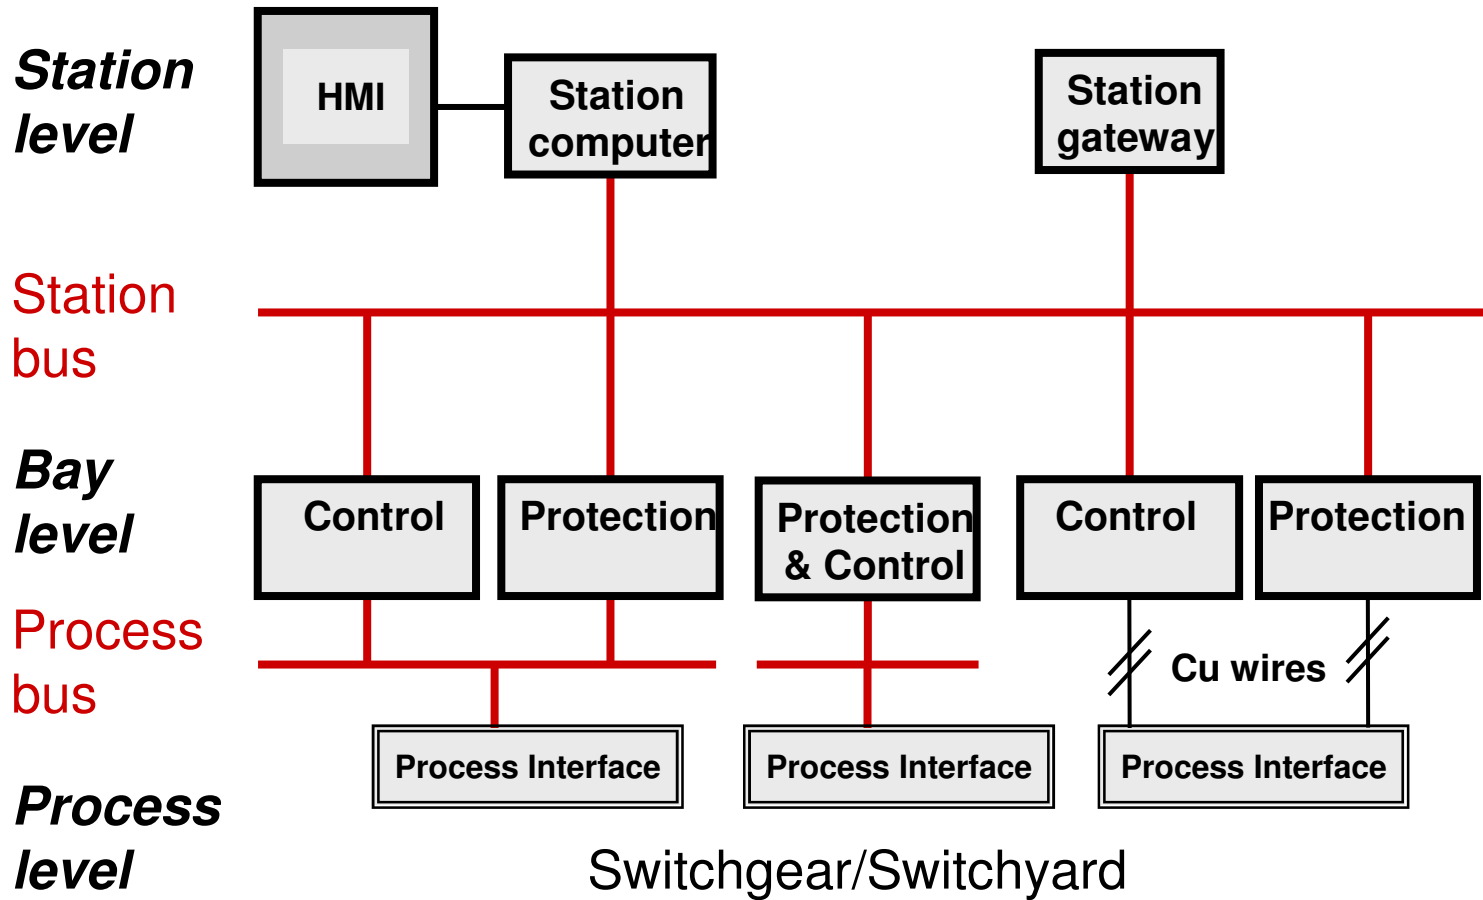 Station
level
HMI
Station
computer
Station
gateway
Station
bus
Bay
level
Control
Protection
Protection
& Control
Control
Protection
Process
bus
Cu wires
Process Interface
Process Interface
Process Interface
Process
level
Switchgear/Switchyard